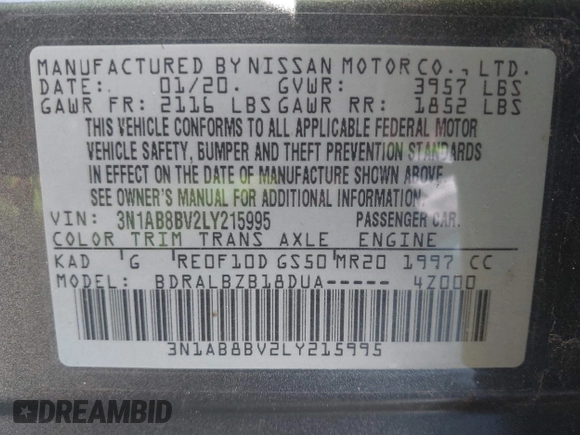 MANUFACTURED BY NISSAN MOTOR CO., LTD.
DATE: 01/20. GVWR: 3957 LBS
GAWR FR: 2116 LBS GAWR RR: 1852 LBS
THIS VEHICLE CONFORMS TO ALL APPLICABLE FEDERAL MOTOR
VEHICLE SAFETY, BUMPER AND THEFT PREVENTION STANDARDS
IN EFFECT ON THE DATE OF MANUFACTURE SHOWN ABOVE.
SEE OWNER'S MANUAL FOR ADDITIONAL INFORMATION.
VIN: 3N1AB8BV2LY215995 PASSENGER CAR.
COLOR TRIM TRANS AXLE ENGINE
KAD G RE0F10D GS50 MR20 1997 CC
MODEL: BDRALBZB18DUA----- 4Z000
3N1AB8BV2LY215995
DREAMBID